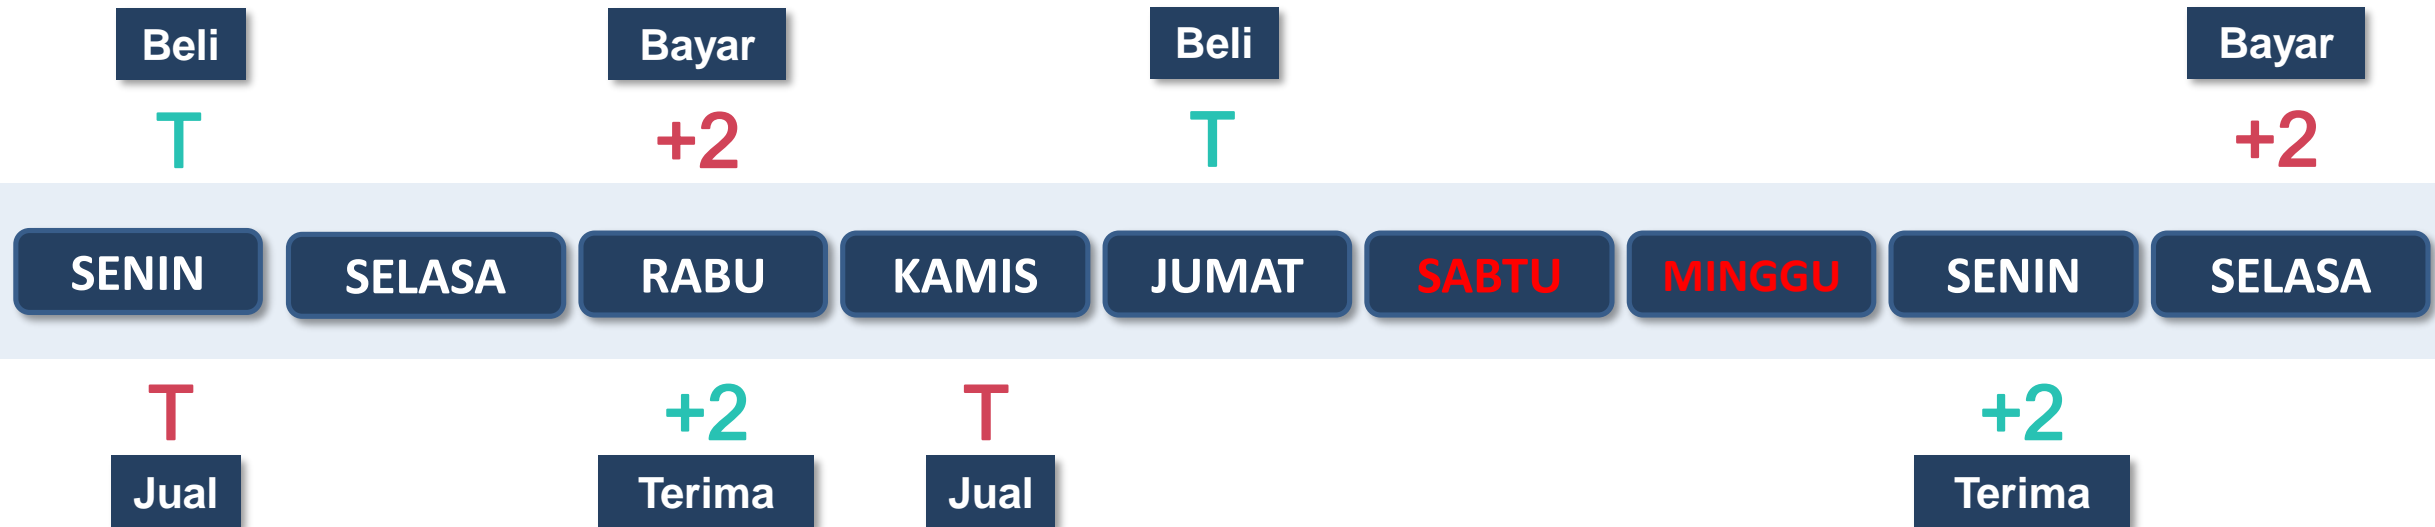 Beli Bayar Beli Bayar
T +2 T +2
SENIN SELASA RABU KAMIS JUMAT SABTU MINGGU SENIN SELASA
T +2 T +2
Jual Terima Jual Terima